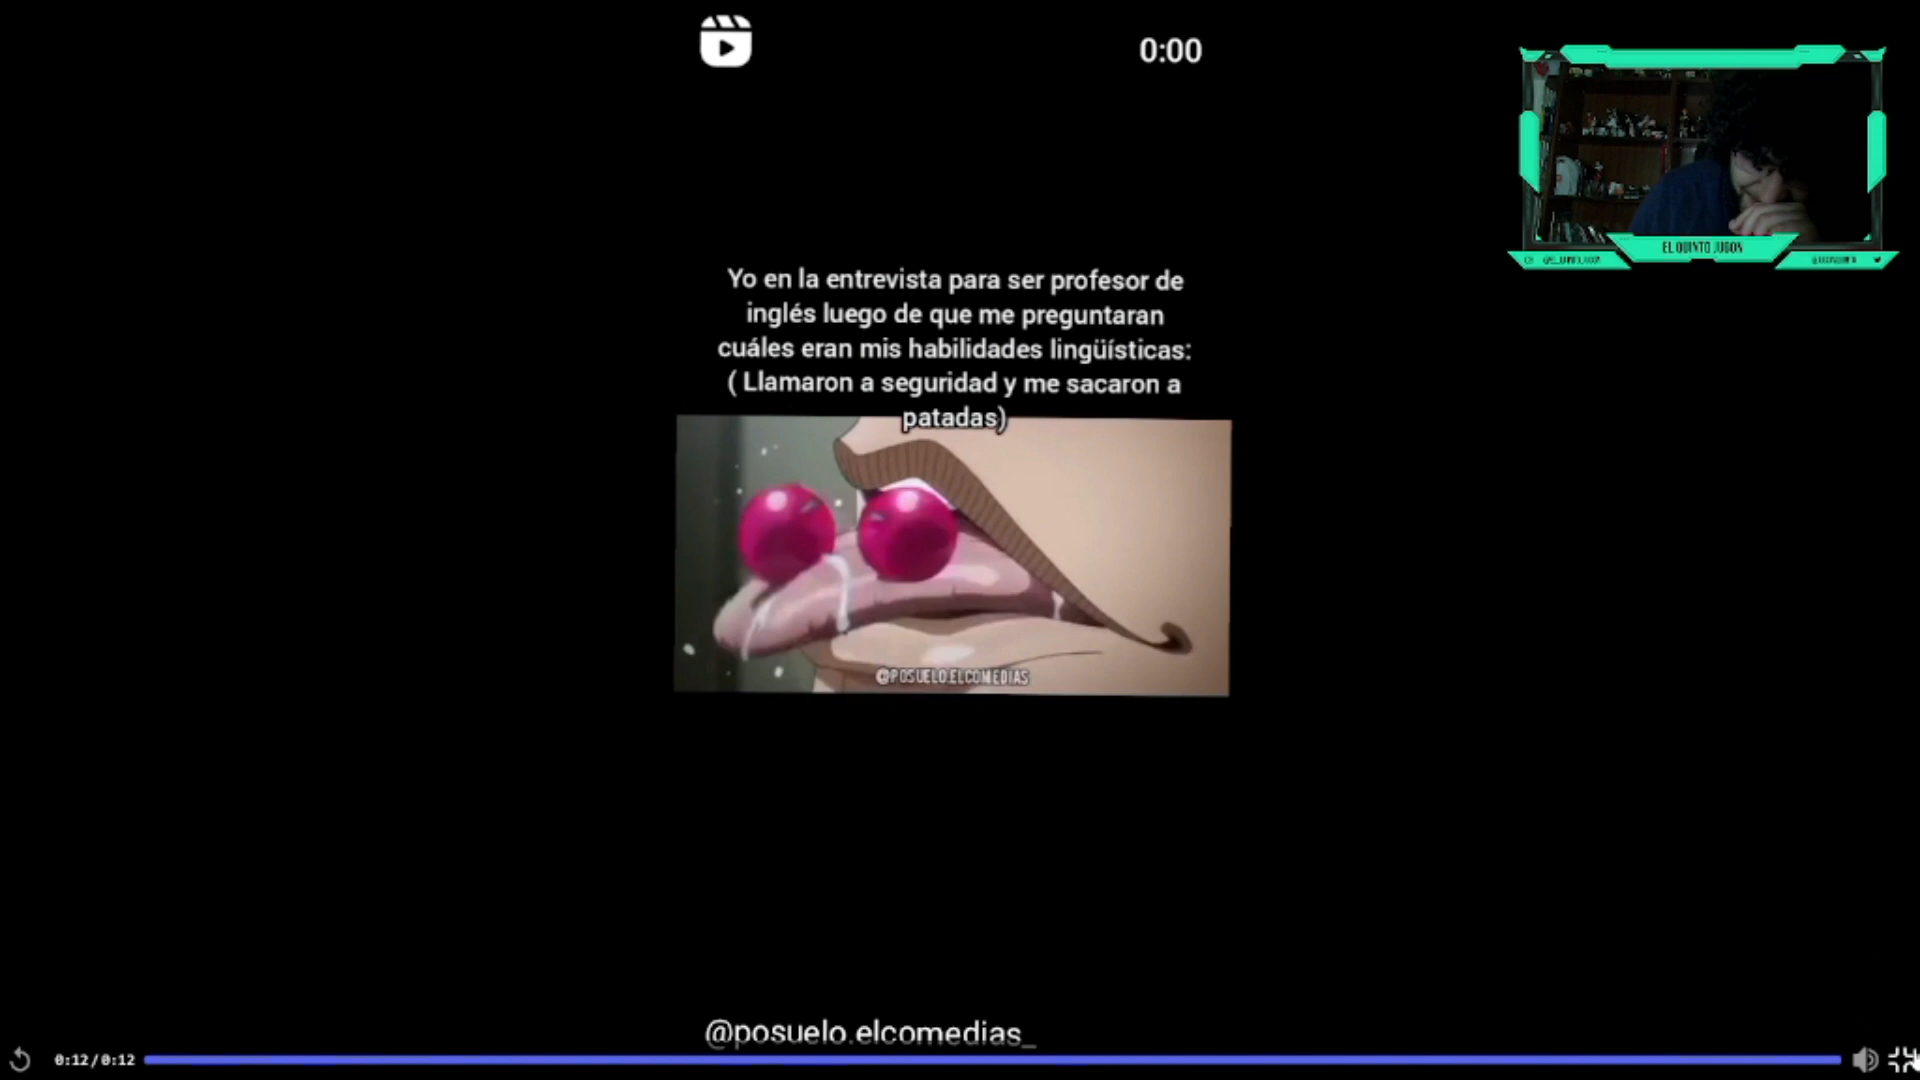 0:00
Yo en la entrevista para ser profesor de
inglés luego de que me preguntaran
cuáles eran mis habilidades lingüísticas:
( Llamaron a seguridad y me sacaron a
patadas)
@POSUELO.ELCOMEDIAS
EL QUINTO JUGON
@posuelo.elcomedias_
0:12/0:12